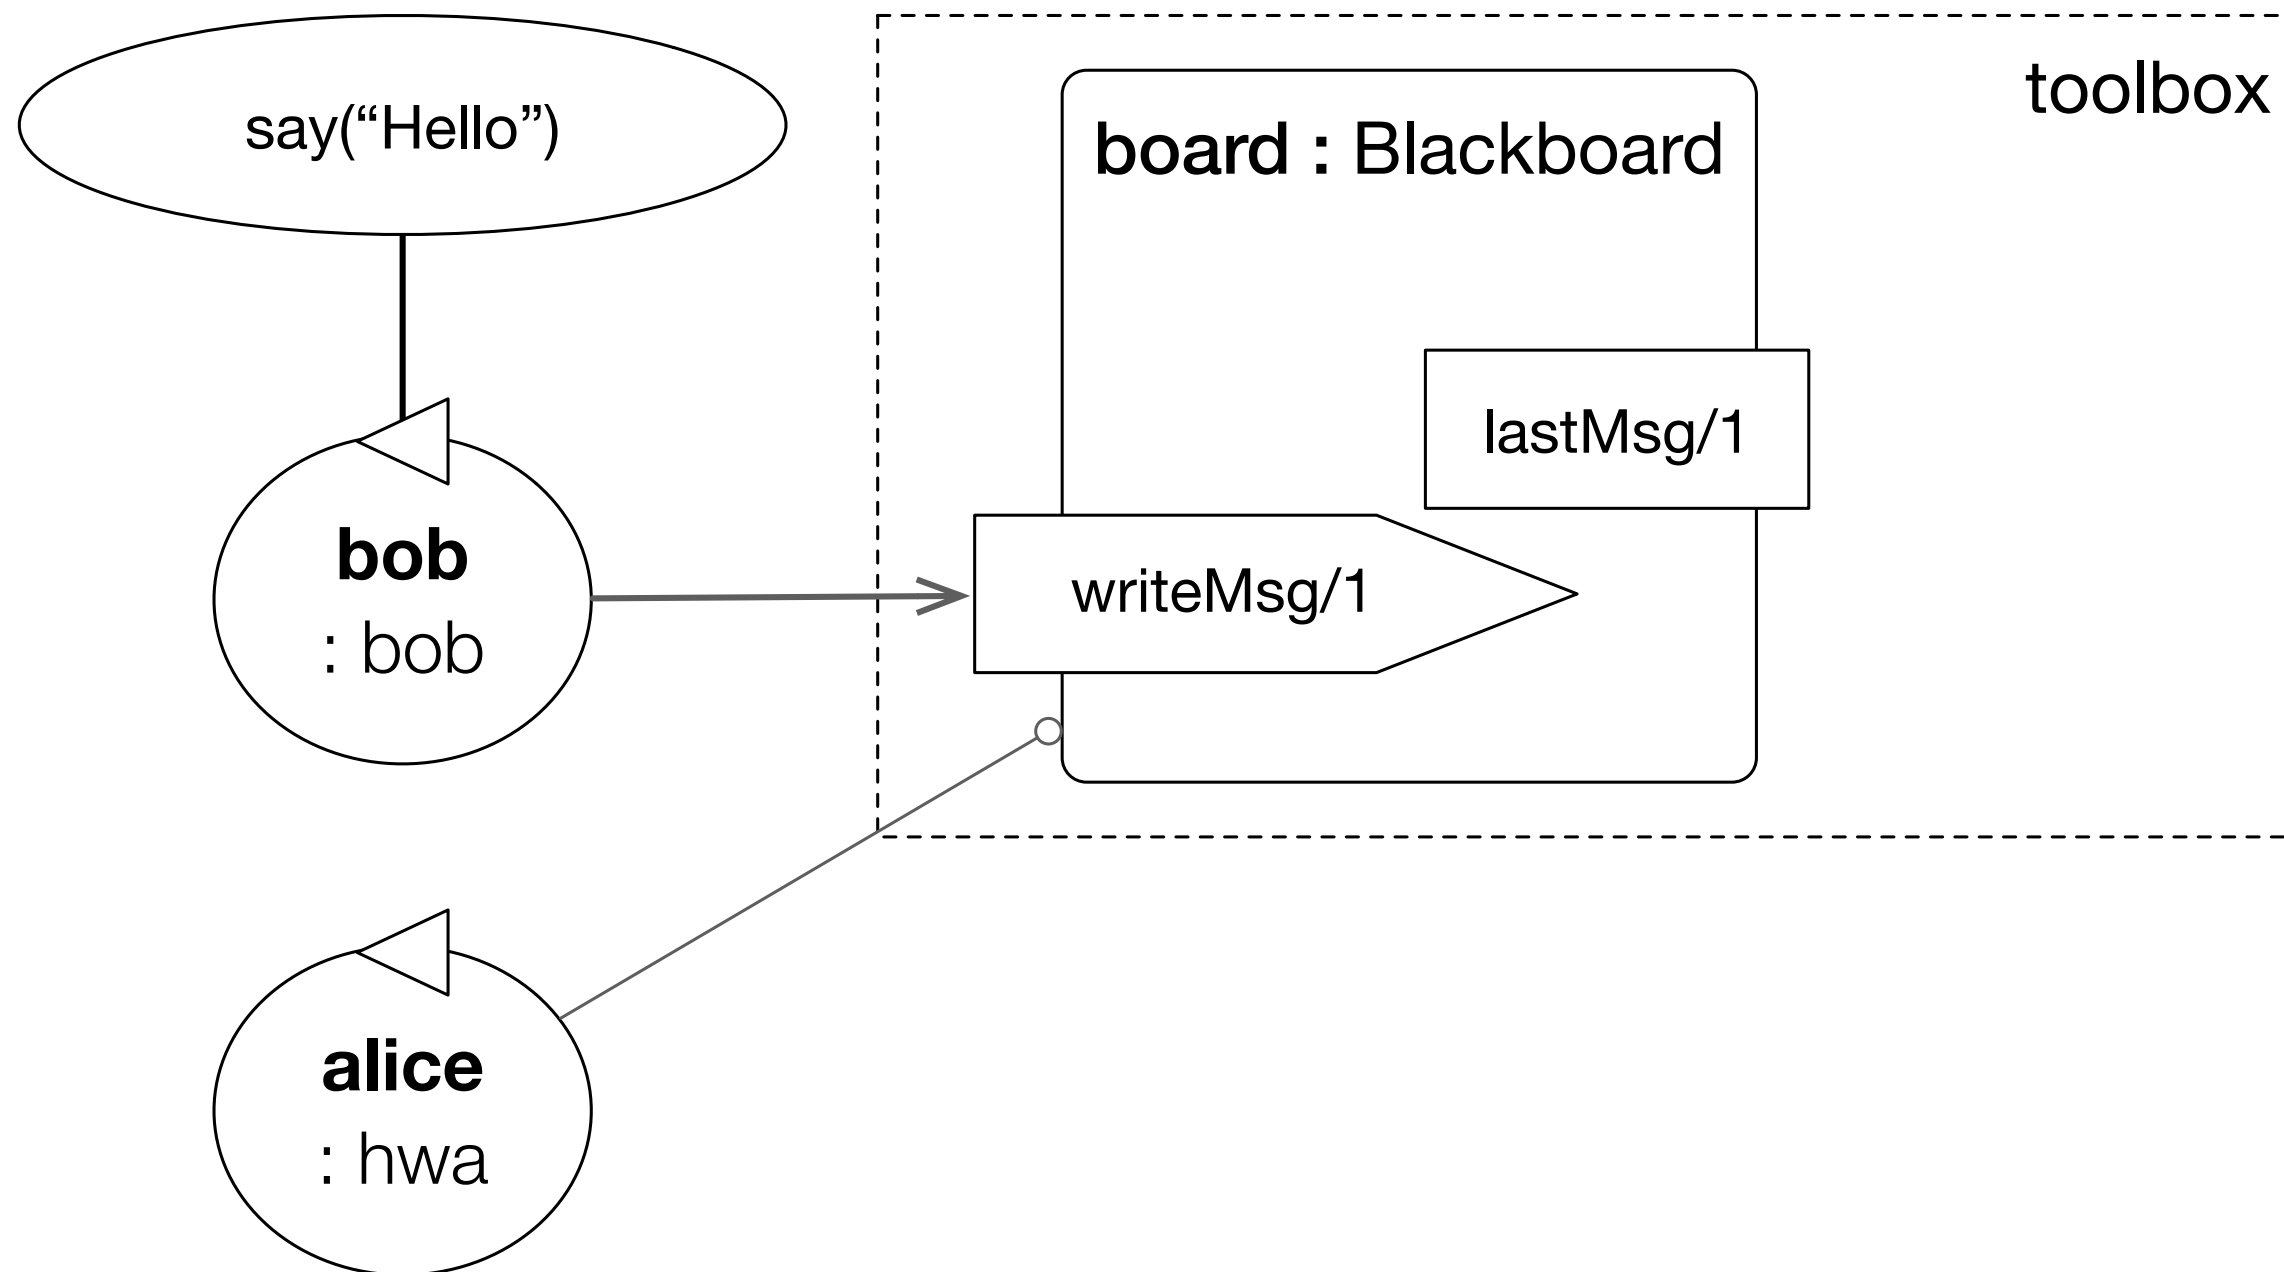 say(“Hello”)
toolbox
board : Blackboard
lastMsg/1
writeMsg/1
bob
: bob
alice
: hwa